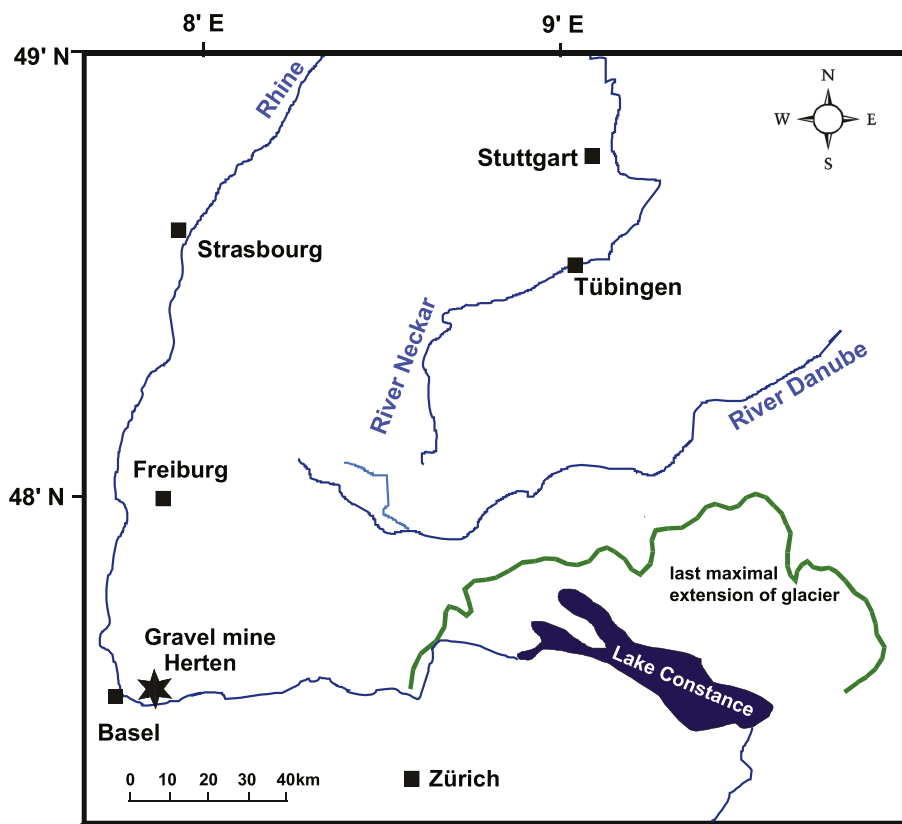 8' E
9' E
49' N
Rhine
N
W
E
S
Stuttgart
Strasbourg
Tübingen
River Neckar
River Danube
Freiburg
48' N
last maximal
extension of glacier
Gravel mine
Herten
Lake Constance
Basel
0 10 20 30 40km
Zürich